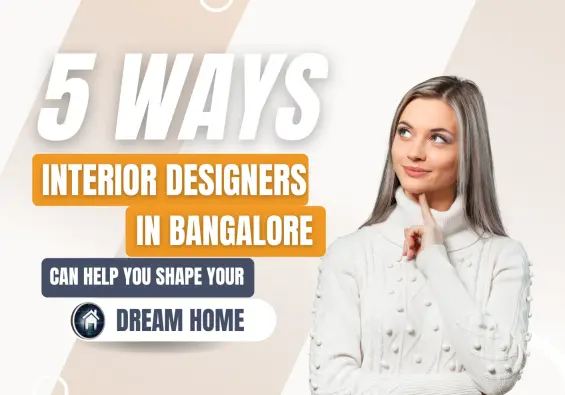 5 WAYS
INTERIOR DESIGNERS
IN BANGALORE
CAN HELP YOU SHAPE YOUR
DREAM HOME